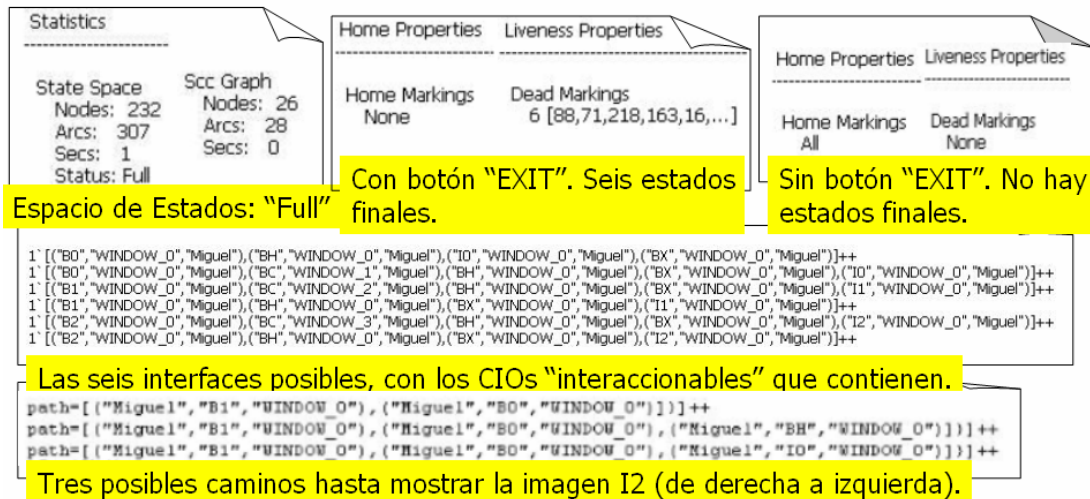 Statistics
State Space
Nodes: 232
Arcs: 307
Secs: 1
Status: Full
Scc Graph
Nodes: 26
Arcs: 28
Secs: 0
Espacio de Estados: "Full"
Home Properties Liveness Properties
Home Markings
None
Dead Markings
6 [88,71,218,163,16,...]
Con botón "EXIT". Seis estados
finales.
Home Properties Liveness Properties
Home Markings
All
Dead Markings
None
Sin botón "EXIT". No hay
estados finales.
1`[("B0","WINDOW_0","Miguel"),("BH","WINDOW_0","Miguel"),("I0","WINDOW_0","Miguel"),("BX","WINDOW_0","Miguel")]++
1`[("B0","WINDOW_0","Miguel"),("BC","WINDOW_1","Miguel"),("BH","WINDOW_0","Miguel"),("BX","WINDOW_0","Miguel"),("I0","WINDOW_0","Miguel")]++
1`[("B1","WINDOW_0","Miguel"),("BC","WINDOW_2","Miguel"),("BH","WINDOW_0","Miguel"),("BX","WINDOW_0","Miguel"),("I1","WINDOW_0","Miguel")]++
1`[("B1","WINDOW_0","Miguel"),("BH","WINDOW_0","Miguel"),("BX","WINDOW_0","Miguel"),("I1","WINDOW_0","Miguel")]++
1`[("B2","WINDOW_0","Miguel"),("BC","WINDOW_3","Miguel"),("BH","WINDOW_0","Miguel"),("BX","WINDOW_0","Miguel"),("I2","WINDOW_0","Miguel")]++
1`[("B2","WINDOW_0","Miguel"),("BH","WINDOW_0","Miguel"),("BX","WINDOW_0","Miguel"),("I2","WINDOW_0","Miguel")]++
Las seis interfaces posibles, con los CIOs "interaccionables" que contienen.
path=[("Miguel","B1","WINDOW_0"),("Miguel","B0","WINDOW_0")])]++
path=[("Miguel","B1","WINDOW_0"),("Miguel","B0","WINDOW_0"),("Miguel","BH","WINDOW_0")])]++
path=[("Miguel","B1","WINDOW_0"),("Miguel","B0","WINDOW_0"),("Miguel","I0","WINDOW_0")])]++
Tres posibles caminos hasta mostrar la imagen I2 (de derecha a izquierda).